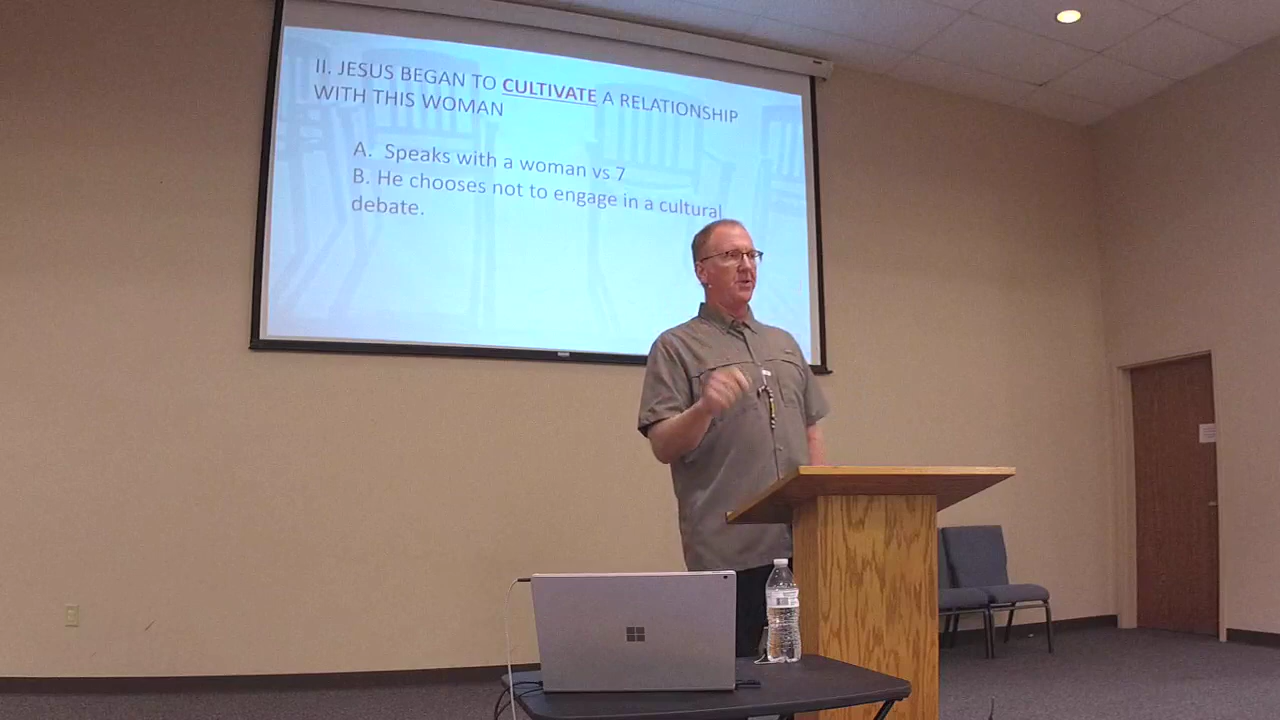 II. JESUS BEGAN TO CULTIVATE A RELATIONSHIP
WITH THIS WOMAN
A. Speaks with a woman vs 7
B. He chooses not to engage in a cultural
debate.